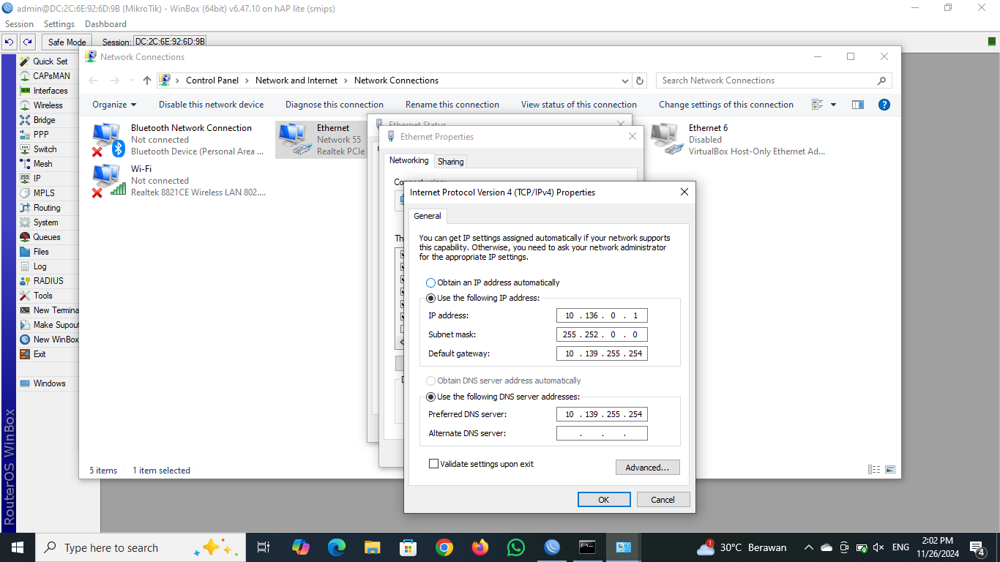 admin@DC:2C:6E:92:6D:9B (MikroTik) - WinBox (64bit) v6.47.10 on hAP lite (smips)
Session Settings Dashboard
Safe Mode Session: DC:2C:6E:92:6D:9B
Quick Set
CAPsMAN
Interfaces
Wireless
Bridge
PPP
Switch
Mesh
IP
MPLS
Routing
System
Queues
Files
Log
RADIUS
Tools
New Termina
Make Supou
New WinBox
Exit
Windows
RouterOS WinBox
Network Connections
Control Panel > Network and Internet > Network Connections
Search Network Connections
Organize Disable this network device Diagnose this connection Rename this connection View status of this connection Change settings of this connection
Bluetooth Network Connection
Not connected
Bluetooth Device (Personal Area ...
Ethernet
Network 55
Realtek PCIe
Ethernet 6
Disabled
VirtualBox Host-Only Ethernet Ad...
Wi-Fi
Not connected
Realtek 8821CE Wireless LAN 802....
5 items 1 item selected
Ethernet Status
Ethernet Properties
Networking Sharing
Internet Protocol Version 4 (TCP/IPv4) Properties
General
You can get IP settings assigned automatically if your network supports
this capability. Otherwise, you need to ask your network administrator
for the appropriate IP settings.
Obtain an IP address automatically
Use the following IP address:
IP address: 10 . 136 . 0 . 1
Subnet mask: 255 . 252 . 0 . 0
Default gateway: 10 . 139 . 255 . 254
Obtain DNS server address automatically
Use the following DNS server addresses:
Preferred DNS server: 10 . 139 . 255 . 254
Alternate DNS server: . . .
Validate settings upon exit
Advanced...
OK Cancel
Type here to search
1
30°C Berawan
ENG
2:02 PM
11/26/2024
4